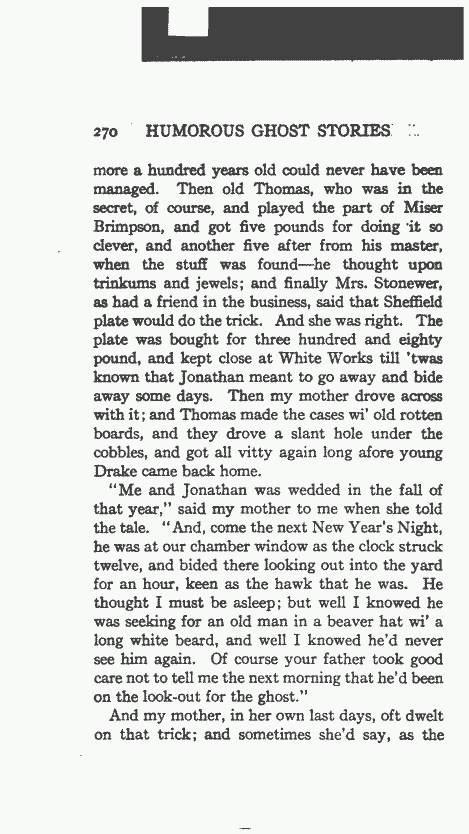 270 HUMOROUS GHOST STORIES
more a hundred years old could never have been
managed. Then old Thomas, who was in the
secret, of course, and played the part of Miser
Brimpson, and got five pounds for doing it so
clever, and another five after from his master,
when the stuff was found—he thought upon
trinkums and jewels; and finally Mrs. Stonewer,
as had a friend in the business, said that Sheffield
plate would do the trick. And she was right. The
plate was bought for three hundred and eighty
pound, and kept close at White Works till 'twas
known that Jonathan meant to go away and bide
away some days. Then my mother drove across
with it; and Thomas made the cases wi' old rotten
boards, and they drove a slant hole under the
cobbles, and got all vitty again long afore young
Drake came back home.
"Me and Jonathan was wedded in the fall of
that year," said my mother to me when she told
the tale. "And, come the next New Year's Night,
he was at our chamber window as the clock struck
twelve, and bided there looking out into the yard
for an hour, keen as the hawk that he was. He
thought I must be asleep; but well I knowed he
was seeking for an old man in a beaver hat wi' a
long white beard, and well I knowed he'd never
see him again. Of course your father took good
care not to tell me the next morning that he'd been
on the look-out for the ghost."
And my mother, in her own last days, oft dwelt
on that trick; and sometimes she'd say, as the